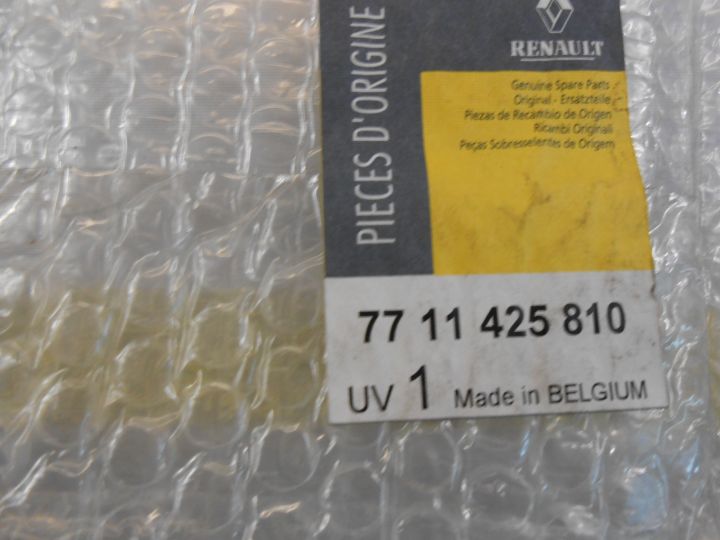 PIECES D'ORIGINE
RENAULT
Genuine Spare Parts
Original - Ersatzteile
Piezas de Recambio de Origen
Ricambi Originali
Peças Sobresselentes de Origem
77 11 425 810
UV 1 Made in BELGIUM